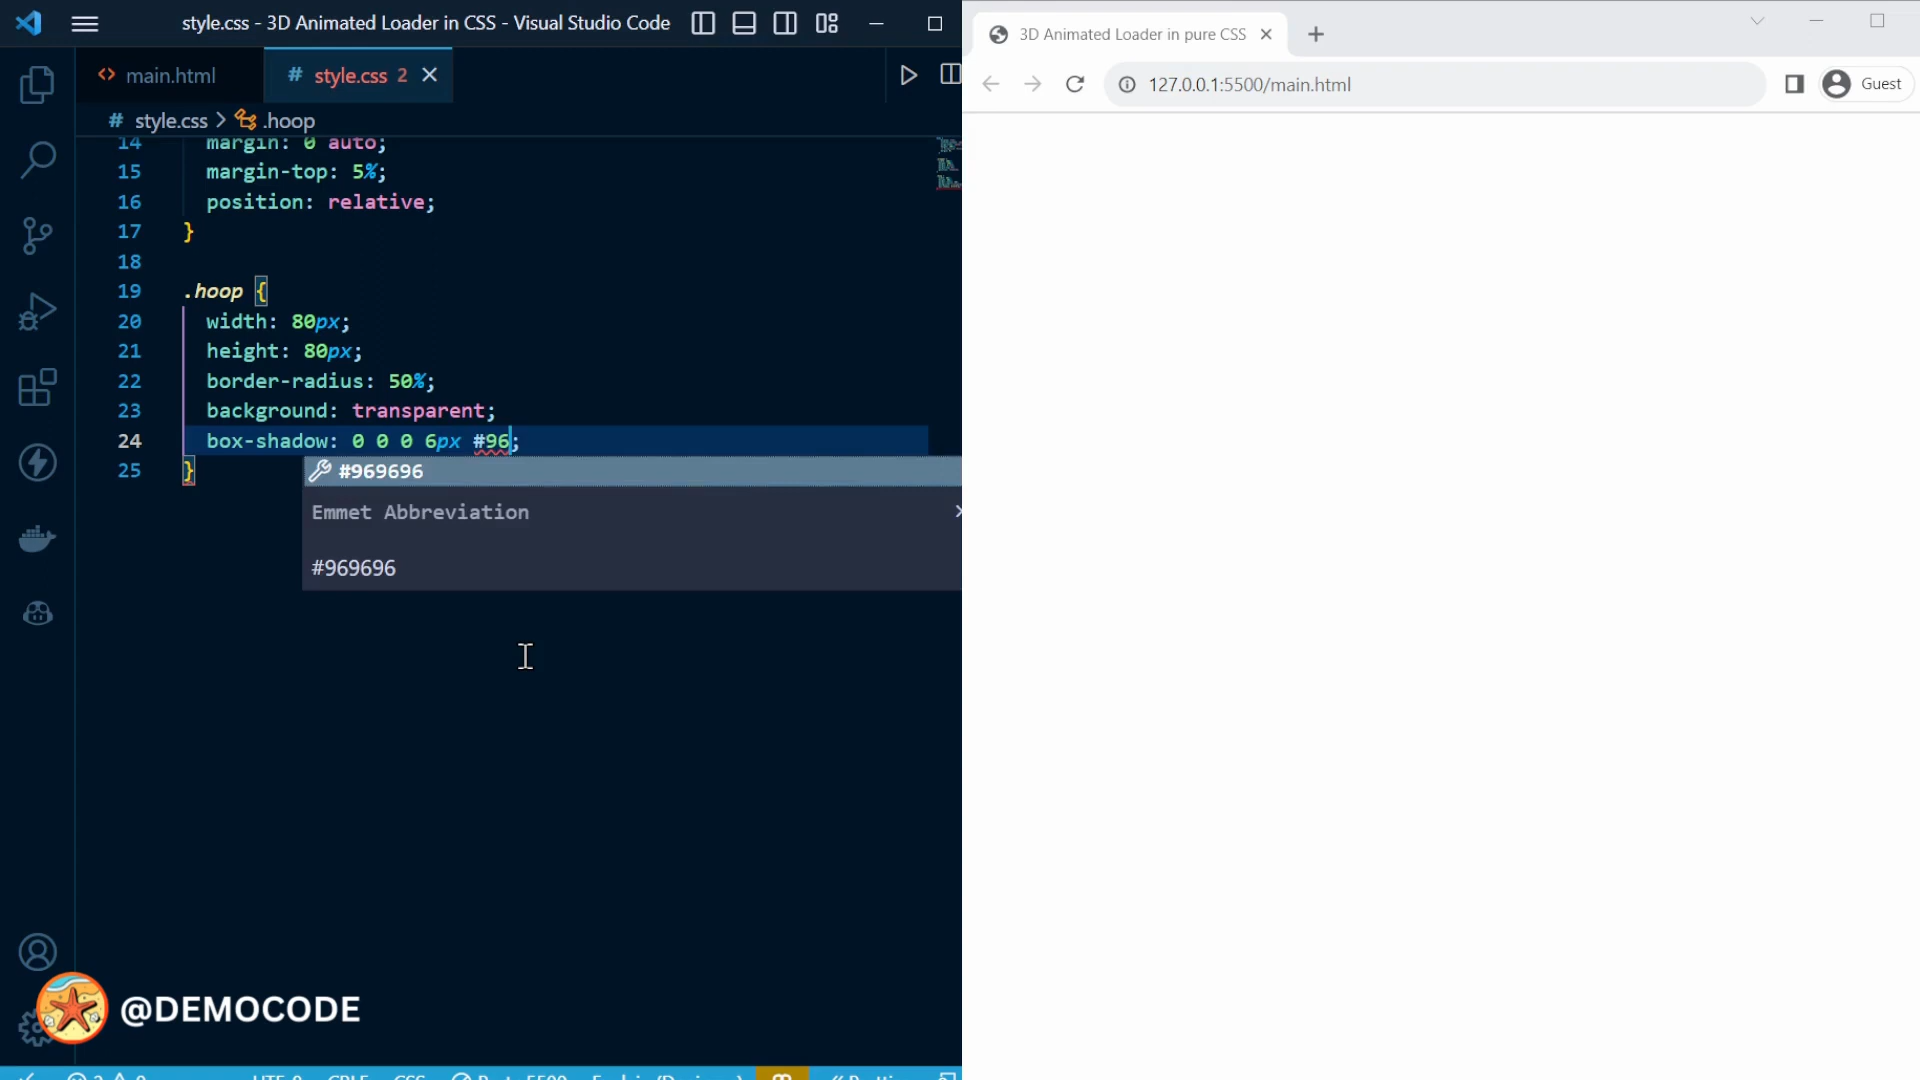 style.css - 3D Animated Loader in CSS - Visual Studio Code
main.html
# style.css 2
# style.css > .hoop
14 margin: 0 auto;
15 margin-top: 5%;
16 position: relative;
17 }
18
19 .hoop {
20 width: 80px;
21 height: 80px;
22 border-radius: 50%;
23 background: transparent;
24 box-shadow: 0 0 0 6px #96;
25 }
#969696
Emmet Abbreviation
#969696
@DEMOCODE
3D Animated Loader in pure CSS
127.0.0.1:5500/main.html
Guest